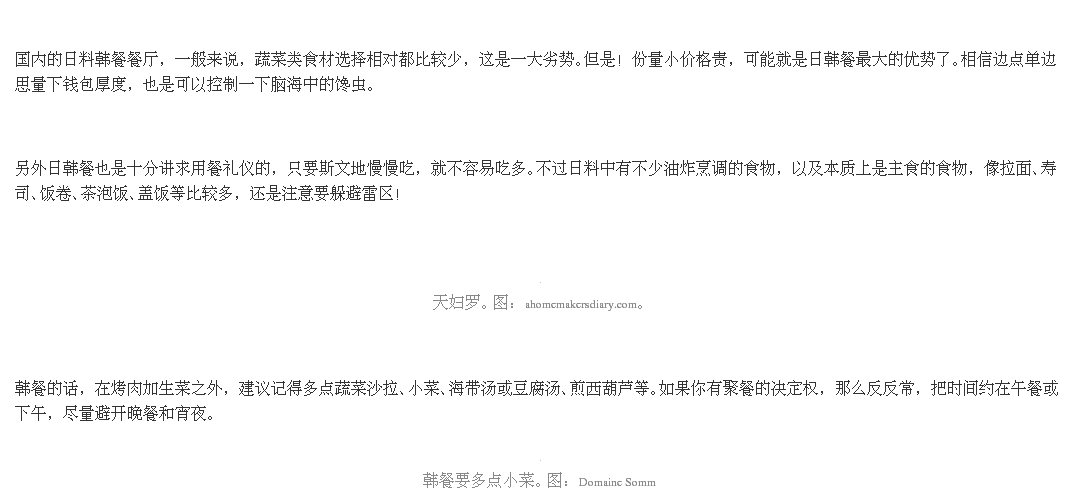 国内的日料韩餐餐厅，一般来说，蔬菜类食材选择相对都比较少，这是一大劣势。但是！份量小价格贵，可能就是日韩餐最大的优势了。相信边点单边
思量下钱包厚度，也是可以控制一下脑海中的馋虫。
另外日韩餐也是十分讲求用餐礼仪的，只要斯文地慢慢吃，就不容易吃多。不过日料中有不少油炸烹调的食物，以及本质上是主食的食物，像拉面、寿
司、饭卷、茶泡饭、盖饭等比较多，还是注意要躲避雷区！
天妇罗。图：ahomemakersdiary.com。
韩餐的话，在烤肉加生菜之外，建议记得多点蔬菜沙拉、小菜、海带汤或豆腐汤、煎西葫芦等。如果你有聚餐的决定权，那么反反常，把时间约在午餐或
下午，尽量避开晚餐和宵夜。
韩餐要多点小菜。图：Domaine Somm